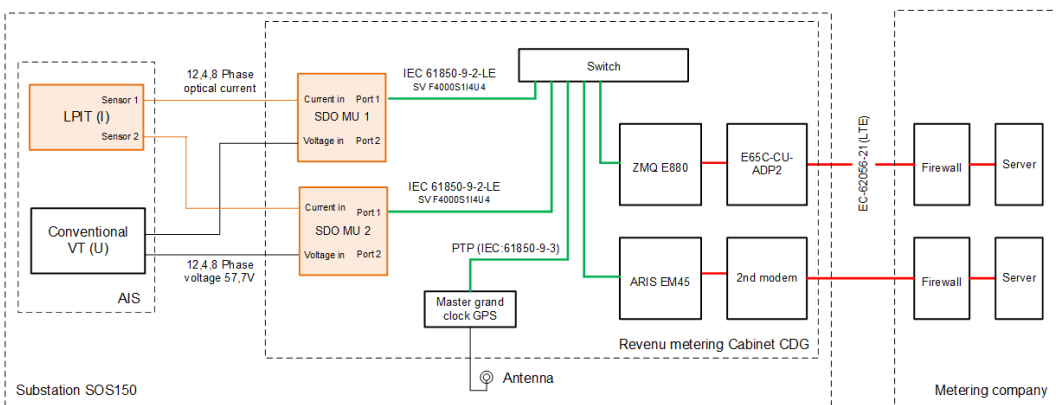 12,4,8 Phase
optical current
Sensor 1
LPIT (I)
Sensor 2
Conventional
VT (U)
12,4,8 Phase
voltage 57,7V
AIS
Substation SOS150
Current in Port 1
SDO MU 1
Voltage in Port 2
Current in Port 1
SDO MU 2
Voltage in Port 2
IEC 61850-9-2-LE
SV F4000S1I4U4
IEC 61850-9-2-LE
SV F4000S1I4U4
PTP (IEC:61850-9-3)
Master grand
clock GPS
Antenna
Switch
ZMQ E880
E65C-CU-
ADP2
ARIS EM45
2nd modem
Revenu metering Cabinet CDG
EC-62056-21(LTE)
Firewall
Server
Firewall
Server
Metering company